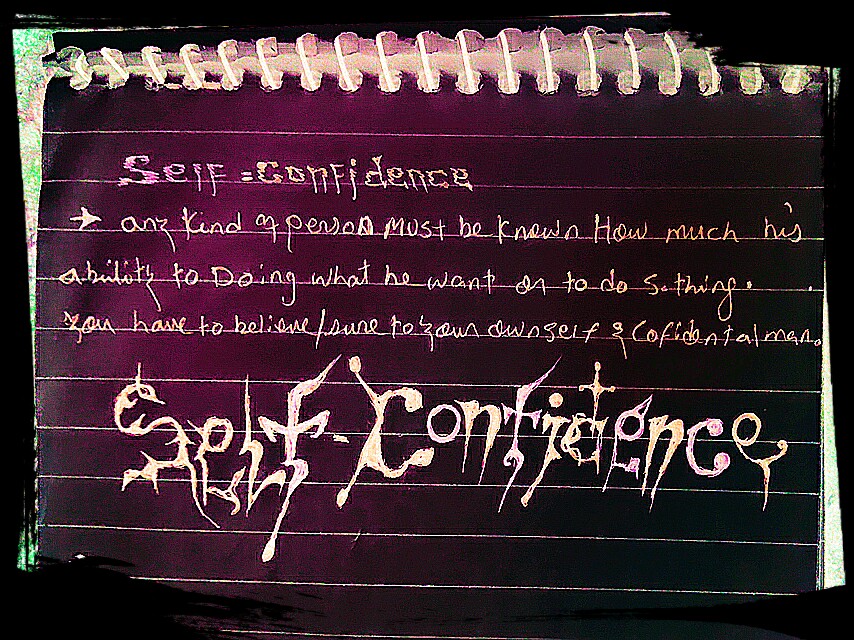 Self = Confidence
→ any kind of person must be known How much his
ability to Doing what he want or to do s.thing.
you have to believe/sure to your ownself & Cofidental man.
Self-Confidence